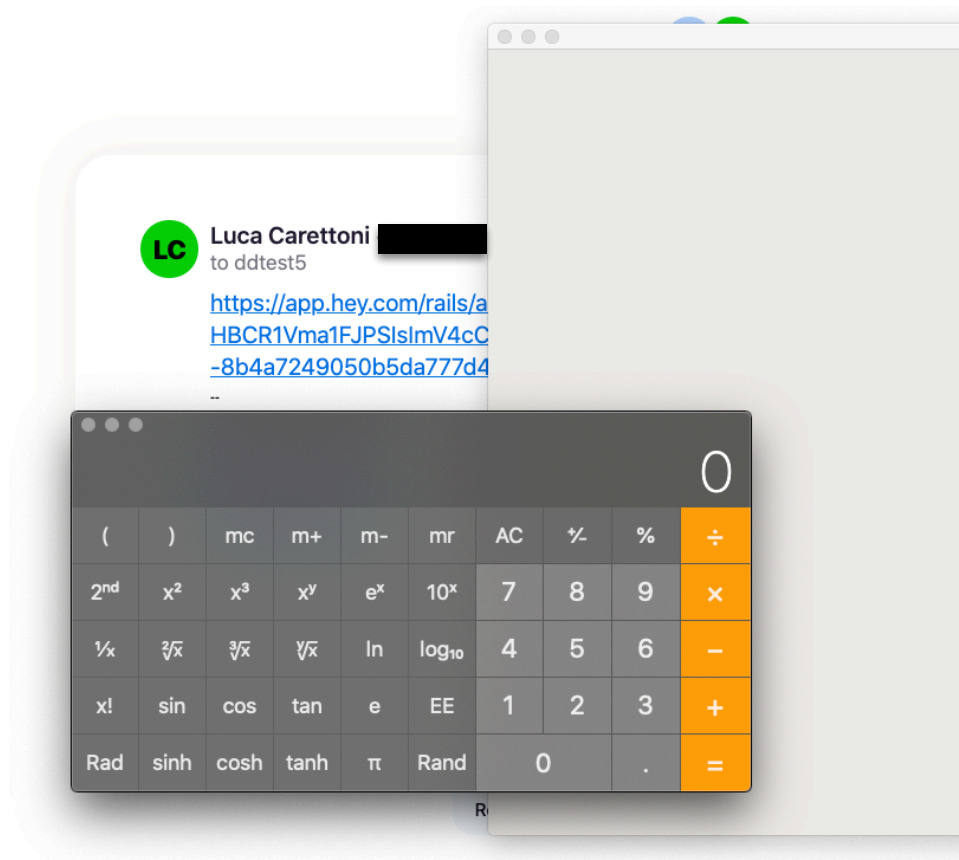 LC
Luca Carettoni
to ddtest5
https://app.hey.com/rails/a
HBCR1Vma1FJPSIsImV4cC
-8b4a7249050b5da777d4
--
0
( ) mc m+ m- mr AC +/- % ÷
2ⁿᵈ x² x³ xʸ eˣ 10ˣ 7 8 9 ×
¹/x ²√x ³√x ʸ√x ln log₁₀ 4 5 6 −
x! sin cos tan e EE 1 2 3 +
Rad sinh cosh tanh π Rand 0 . =